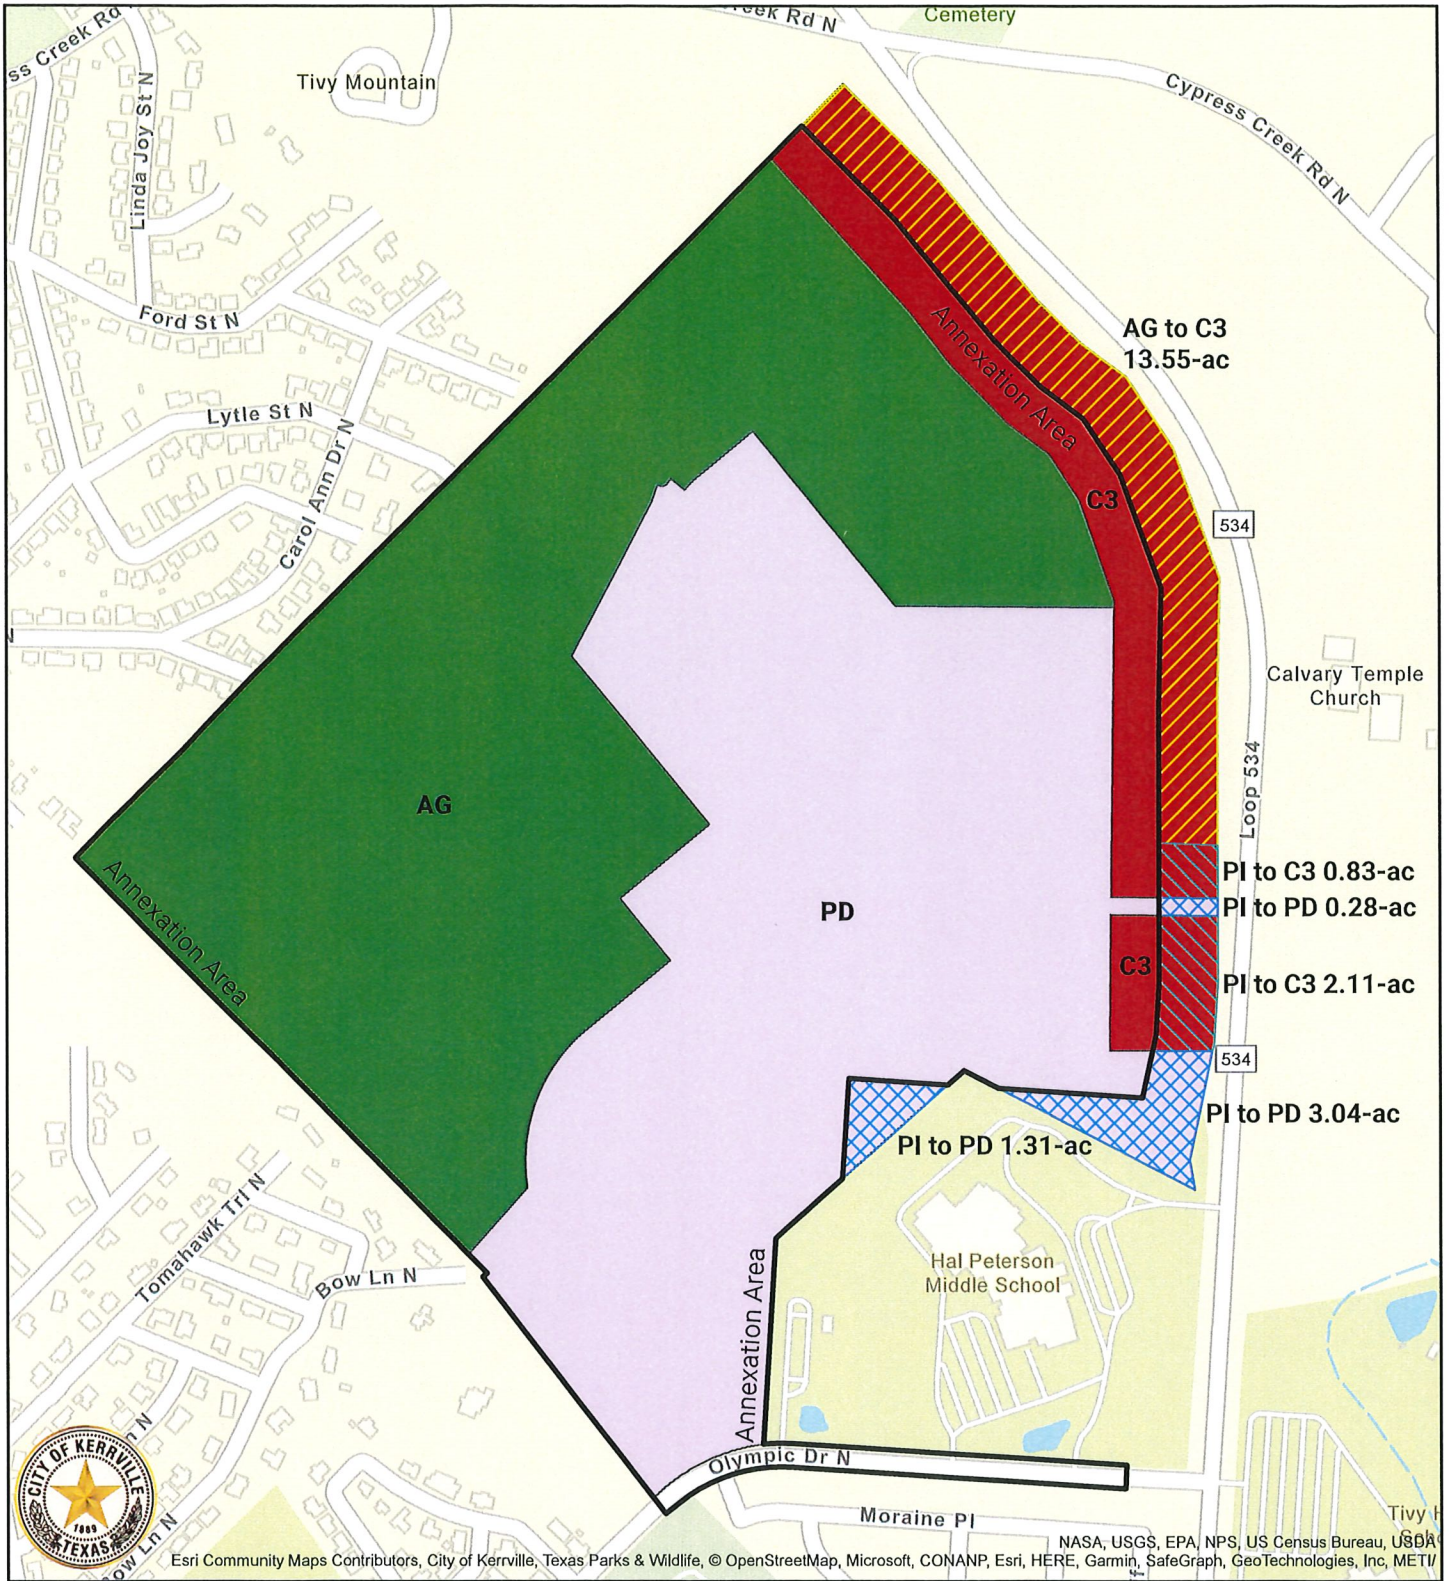 Cemetery
ss Creek Rd
eek Rd N
Tivy Mountain
Cypress Creek Rd N
Linda Joy St N
Ford St N
AG to C3
13.55-ac
Annexation Area
Lytle St N
Carol Ann Dr N
C3
534
N
Calvary Temple
Church
Loop 534
AG
Annexation Area
PD
PI to C3 0.83-ac
PI to PD 0.28-ac
C3
PI to C3 2.11-ac
534
PI to PD 3.04-ac
PI to PD 1.31-ac
Tomahawk Trl N
Bow Ln N
Hal Peterson
Middle School
Annexation Area
Olympic Dr N
Moraine Pl
n N
ow Ln N
CITY OF KERRVILLE
1889
TEXAS
Tivy H
Scho
NASA, USGS, EPA, NPS, US Census Bureau, USDA
Esri Community Maps Contributors, City of Kerrville, Texas Parks & Wildlife, © OpenStreetMap, Microsoft, CONANP, Esri, HERE, Garmin, SafeGraph, GeoTechnologies, Inc, METI/